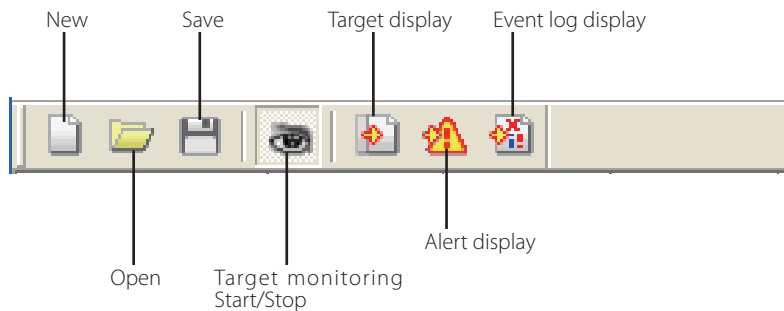 New
Save
Target display
Event log display
Alert display
Open
Target monitoring
Start/Stop